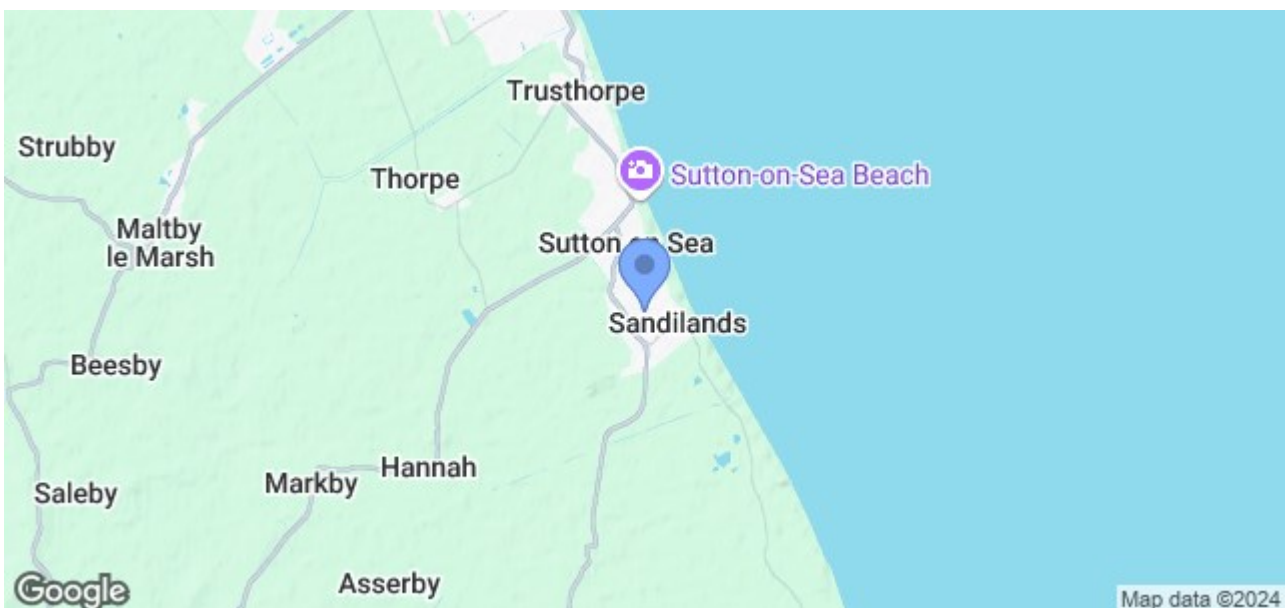 Trusthorpe
Strubby
Thorpe
Sutton-on-Sea Beach
Maltby
le Marsh
Sutton on Sea
Sandilands
Beesby
Hannah
Markby
Saleby
Asserby
Google
Map data ©2024